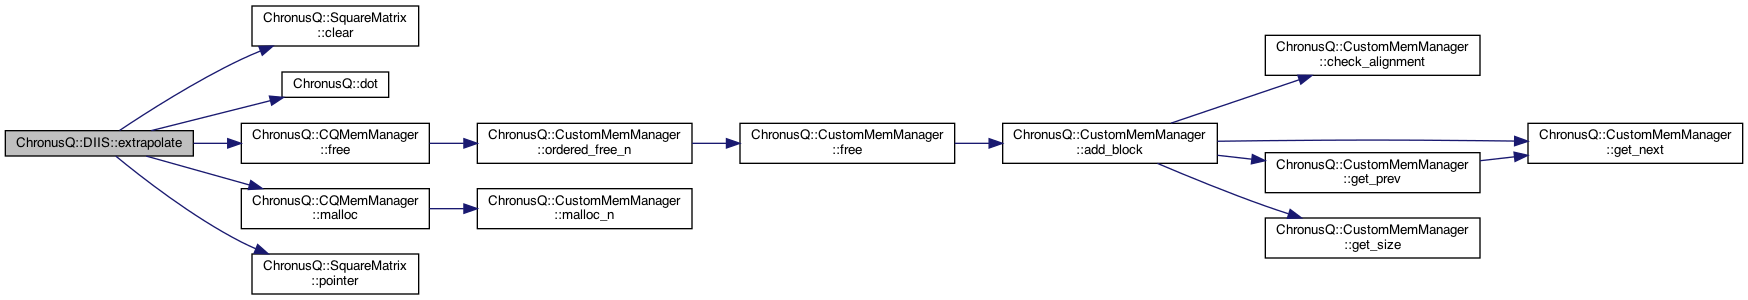 ChronusQ::DIIS::extrapolate
ChronusQ::SquareMatrix
::clear
ChronusQ::dot
ChronusQ::CQMemManager
::free
ChronusQ::CQMemManager
::malloc
ChronusQ::SquareMatrix
::pointer
ChronusQ::CustomMemManager
::ordered_free_n
ChronusQ::CustomMemManager
::malloc_n
ChronusQ::CustomMemManager
::free
ChronusQ::CustomMemManager
::add_block
ChronusQ::CustomMemManager
::check_alignment
ChronusQ::CustomMemManager
::get_prev
ChronusQ::CustomMemManager
::get_size
ChronusQ::CustomMemManager
::get_next